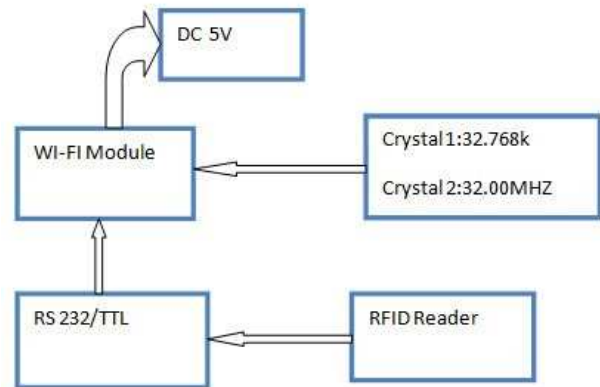 DC 5V
WI-FI Module
Crystal1:32.768k
Crystal 2:32.00MHZ
RS 232/TTL
RFID Reader